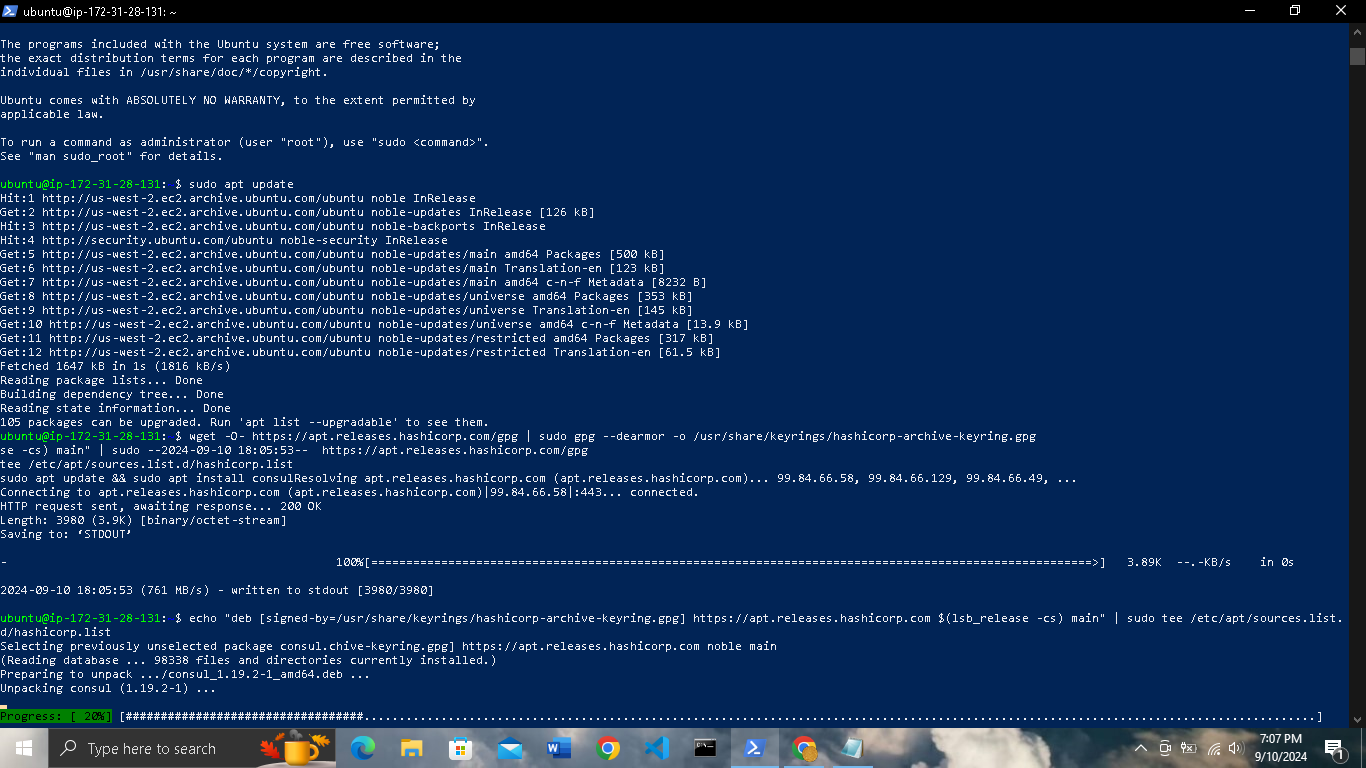 ubuntu@ip-172-31-28-131: ~
The programs included with the Ubuntu system are free software;
the exact distribution terms for each program are described in the
individual files in /usr/share/doc/*/copyright.
Ubuntu comes with ABSOLUTELY NO WARRANTY, to the extent permitted by
applicable law.
To run a command as administrator (user "root"), use "sudo <command>".
See "man sudo_root" for details.
ubuntu@ip-172-31-28-131:~$ sudo apt update
Hit:1 http://us-west-2.ec2.archive.ubuntu.com/ubuntu noble InRelease
Get:2 http://us-west-2.ec2.archive.ubuntu.com/ubuntu noble-updates InRelease [126 kB]
Hit:3 http://us-west-2.ec2.archive.ubuntu.com/ubuntu noble-backports InRelease
Hit:4 http://security.ubuntu.com/ubuntu noble-security InRelease
Get:5 http://us-west-2.ec2.archive.ubuntu.com/ubuntu noble-updates/main amd64 Packages [500 kB]
Get:6 http://us-west-2.ec2.archive.ubuntu.com/ubuntu noble-updates/main Translation-en [123 kB]
Get:7 http://us-west-2.ec2.archive.ubuntu.com/ubuntu noble-updates/main amd64 c-n-f Metadata [8232 B]
Get:8 http://us-west-2.ec2.archive.ubuntu.com/ubuntu noble-updates/universe amd64 Packages [353 kB]
Get:9 http://us-west-2.ec2.archive.ubuntu.com/ubuntu noble-updates/universe Translation-en [145 kB]
Get:10 http://us-west-2.ec2.archive.ubuntu.com/ubuntu noble-updates/universe amd64 c-n-f Metadata [13.9 kB]
Get:11 http://us-west-2.ec2.archive.ubuntu.com/ubuntu noble-updates/restricted amd64 Packages [317 kB]
Get:12 http://us-west-2.ec2.archive.ubuntu.com/ubuntu noble-updates/restricted Translation-en [61.5 kB]
Fetched 1647 kB in 1s (1816 kB/s)
Reading package lists... Done
Building dependency tree... Done
Reading state information... Done
105 packages can be upgraded. Run 'apt list --upgradable' to see them.
ubuntu@ip-172-31-28-131:~$ wget -O- https://apt.releases.hashicorp.com/gpg | sudo gpg --dearmor -o /usr/share/keyrings/hashicorp-archive-keyring.gpg
se -cs) main" | sudo --2024-09-10 18:05:53--  https://apt.releases.hashicorp.com/gpg
tee /etc/apt/sources.list.d/hashicorp.list
sudo apt update && sudo apt install consulResolving apt.releases.hashicorp.com (apt.releases.hashicorp.com)... 99.84.66.58, 99.84.66.129, 99.84.66.49, ...
Connecting to apt.releases.hashicorp.com (apt.releases.hashicorp.com)|99.84.66.58|:443... connected.
HTTP request sent, awaiting response... 200 OK
Length: 3980 (3.9K) [binary/octet-stream]
Saving to: ‘STDOUT’
- 100%[=======================================================================================================>] 3.89K --.-KB/s in 0s
2024-09-10 18:05:53 (761 MB/s) - written to stdout [3980/3980]
ubuntu@ip-172-31-28-131:~$ echo "deb [signed-by=/usr/share/keyrings/hashicorp-archive-keyring.gpg] https://apt.releases.hashicorp.com $(lsb_release -cs) main" | sudo tee /etc/apt/sources.list.
d/hashicorp.list
Selecting previously unselected package consul.chive-keyring.gpg] https://apt.releases.hashicorp.com noble main
(Reading database ... 98338 files and directories currently installed.)
Preparing to unpack .../consul_1.19.2-1_amd64.deb ...
Unpacking consul (1.19.2-1) ...
Progress: [ 20%] [##################################........................................................................................................................................]
Type here to search
7:07 PM
9/10/2024
1